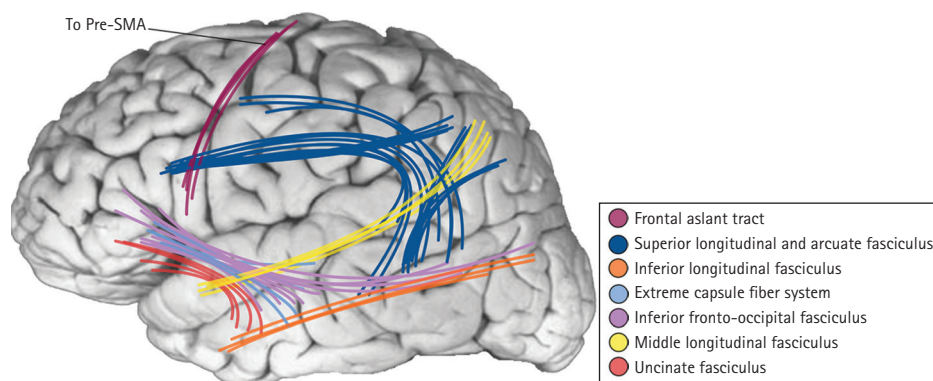 To Pre-SMA
Frontal aslant tract
Superior longitudinal and arcuate fasciculus
Inferior longitudinal fasciculus
Extreme capsule fiber system
Inferior fronto-occipital fasciculus
Middle longitudinal fasciculus
Uncinate fasciculus